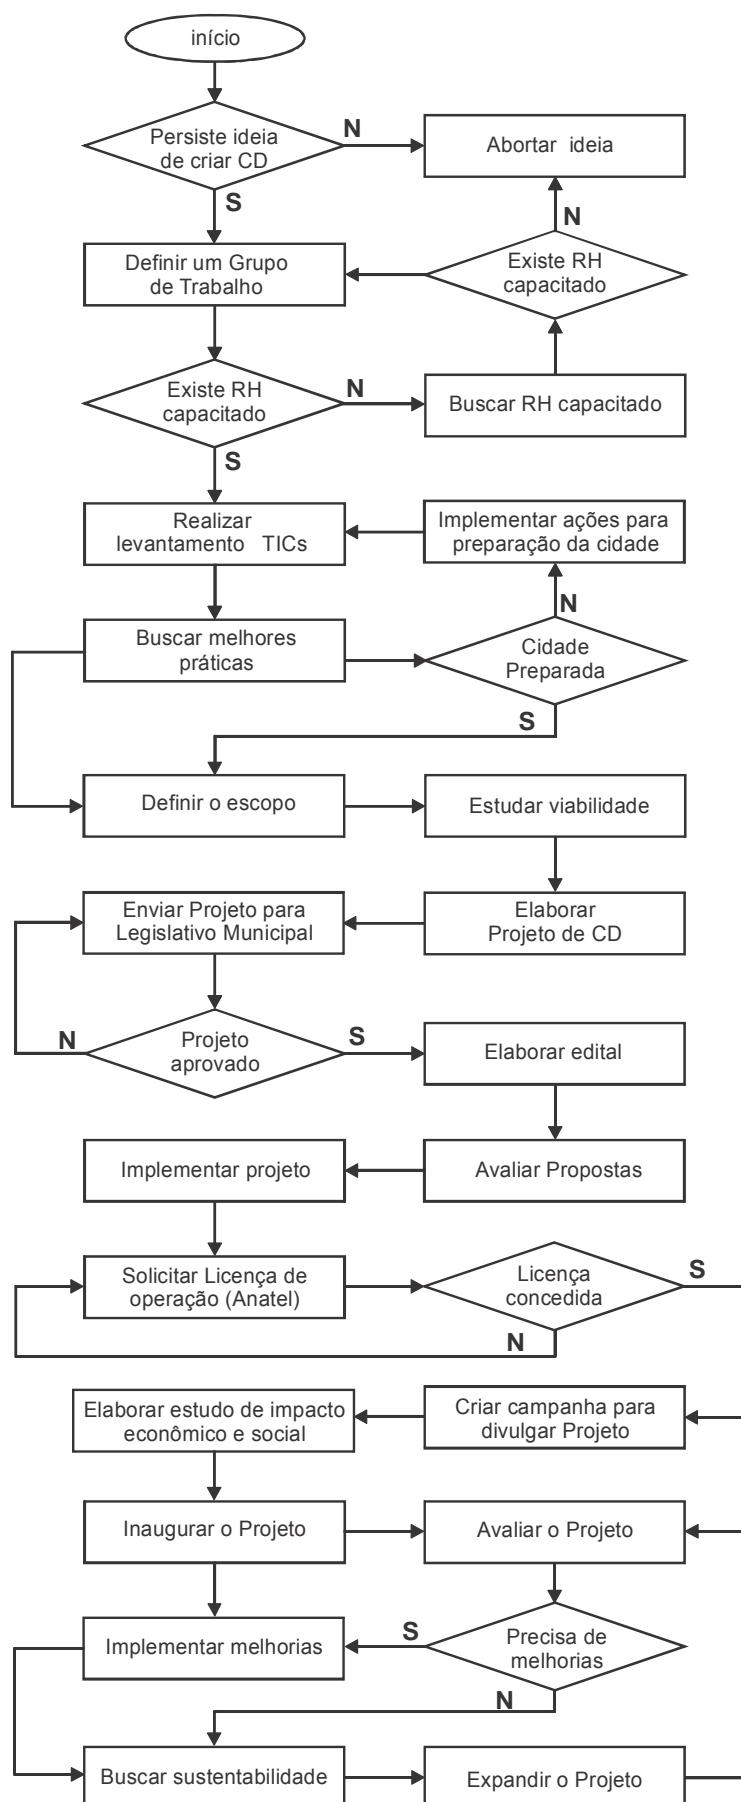 início
Persiste ideia
de criar CD
N
Abortar ideia
S
N
Definir um Grupo
de Trabalho
Existe RH
capacitado
Existe RH
capacitado
N
Buscar RH capacitado
S
Realizar
levantamento TICs
Implementar ações para
preparação da cidade
N
Buscar melhores
práticas
Cidade
Preparada
S
Definir o escopo
Estudar viabilidade
Enviar Projeto para
Legislativo Municipal
Elaborar
Projeto de CD
N
Projeto
aprovado
S
Elaborar edital
Implementar projeto
Avaliar Propostas
Solicitar Licença de
operação (Anatel)
Licença
concedida
S
N
Elaborar estudo de impacto
econômico e social
Criar campanha para
divulgar Projeto
Inaugurar o Projeto
Avaliar o Projeto
Implementar melhorias
S
Precisa de
melhorias
N
Buscar sustentabilidade
Expandir o Projeto